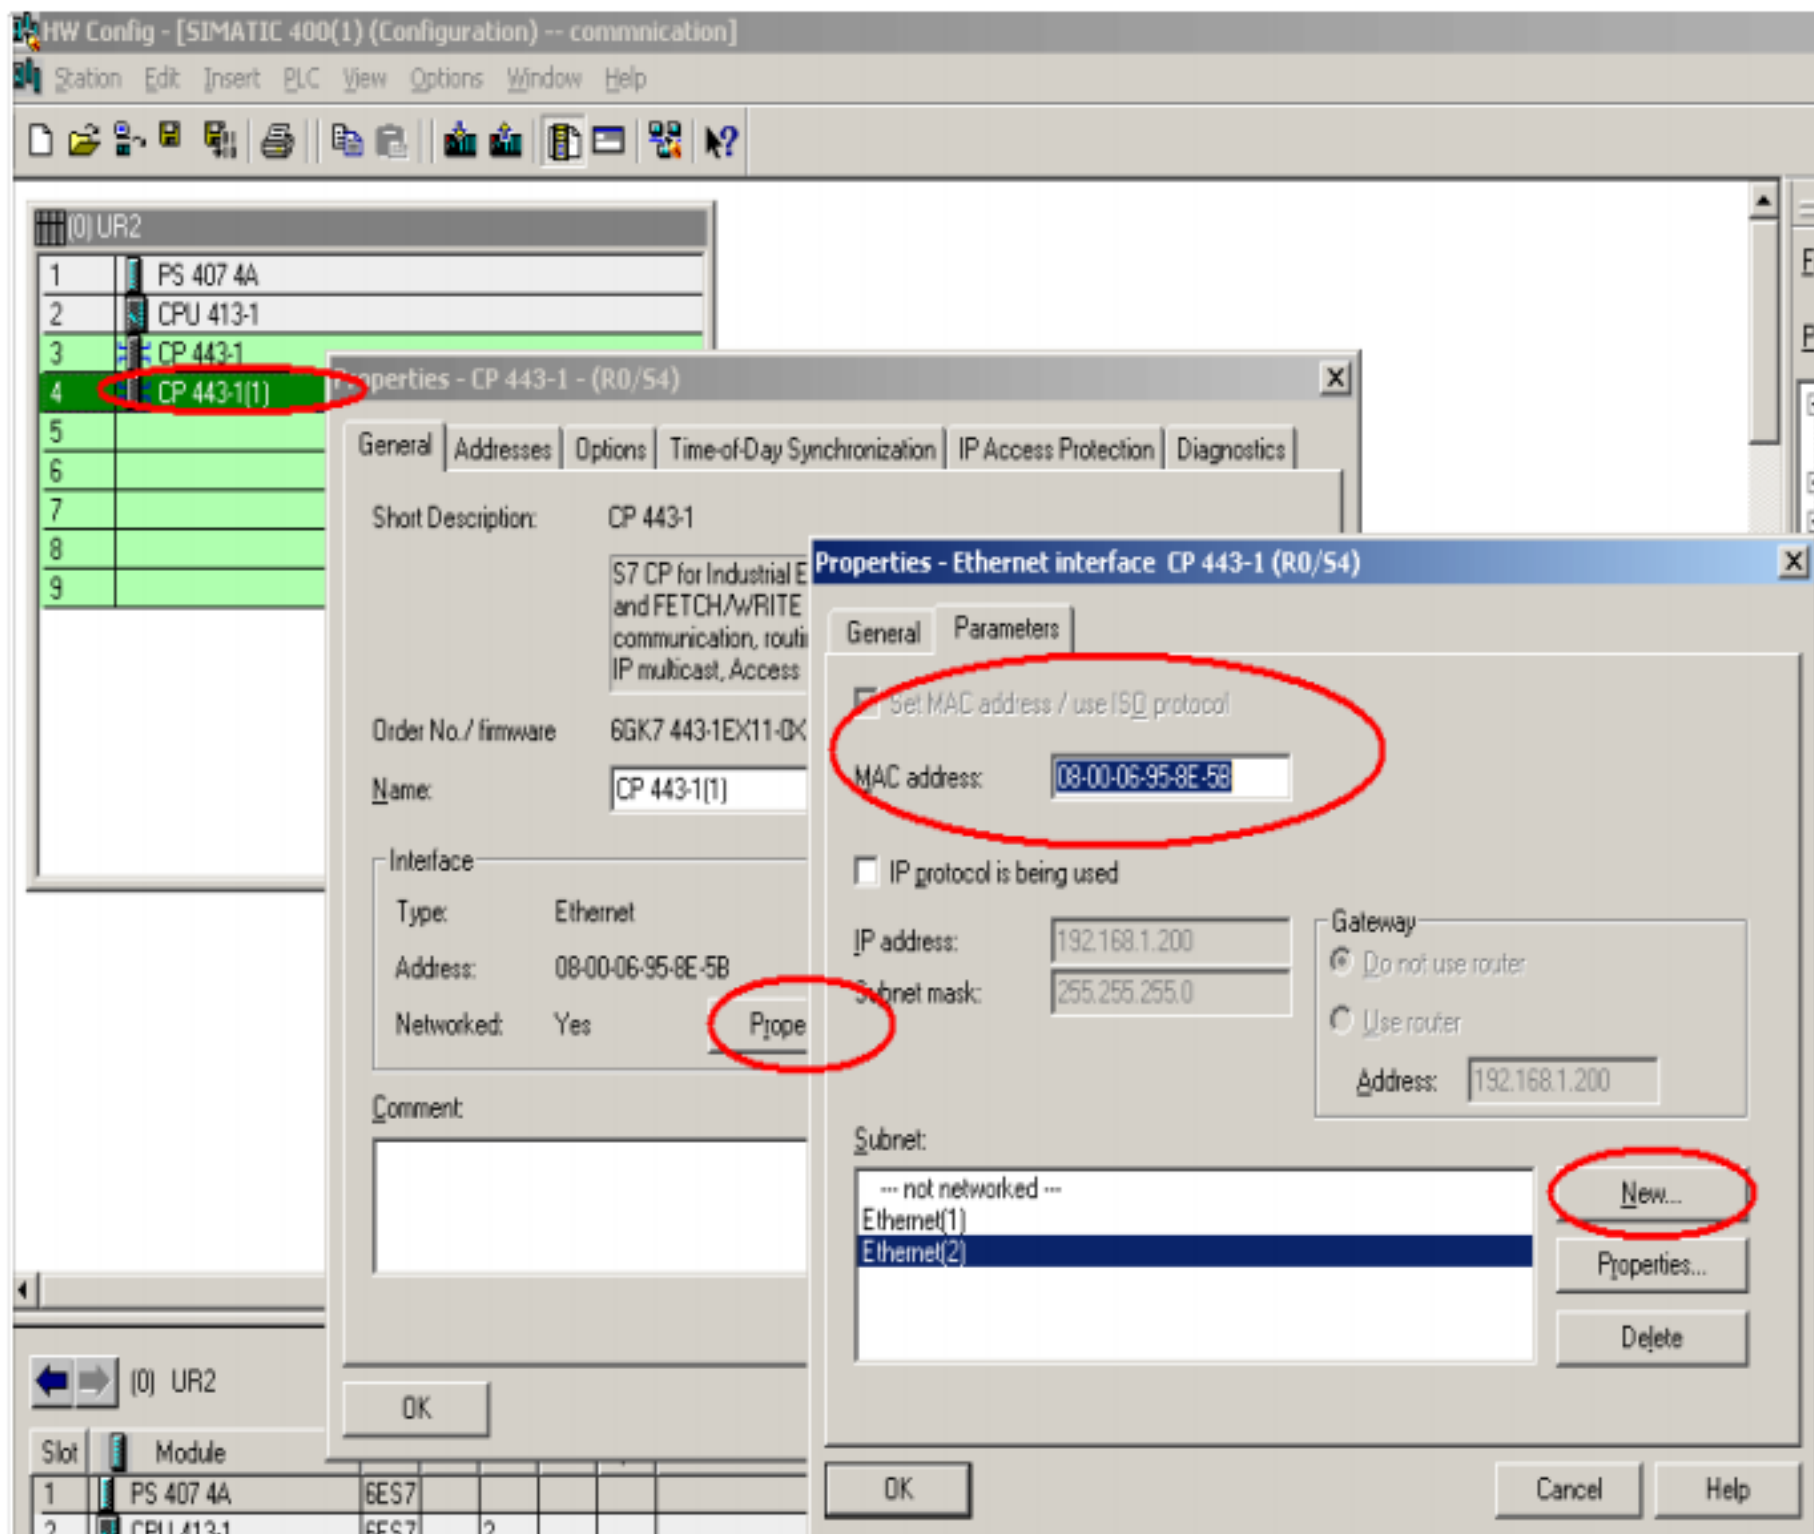 HW Config - [SIMATIC 400(1) (Configuration) -- commnication]
Station Edit Insert PLC View Options Window Help
(0) UR2
1 PS 407 4A
2 CPU 413-1
3 CP 443-1
4 CP 443-1(1)
5
6
7
8
9
Properties - CP 443-1 - (R0/S4)
General Addresses Options Time-of-Day Synchronization IP Access Protection Diagnostics
Short Description: CP 443-1
S7 CP for Industrial E
and FETCH/WRITE
communication, routi
IP multicast, Access
Order No./ firmware 6GK7 443-1EX11-0X
Name: CP 443-1(1)
Interface
Type: Ethernet
Address: 08-00-06-95-8E-5B
Networked: Yes Prope
Comment:
OK
Properties - Ethernet interface CP 443-1 (R0/S4)
General Parameters
Set MAC address / use ISO protocol
MAC address: 08-00-06-95-8E-5B
IP protocol is being used
IP address: 192.168.1.200
Subnet mask: 255.255.255.0
Gateway
Do not use router
Use router
Address: 192.168.1.200
Subnet:
--- not networked ---
Ethernet(1)
Ethernet(2)
New...
Properties...
Delete
OK Cancel Help
(0) UR2
Slot Module
1 PS 407 4A 6ES7
2 CPU 413-1 6ES7 2